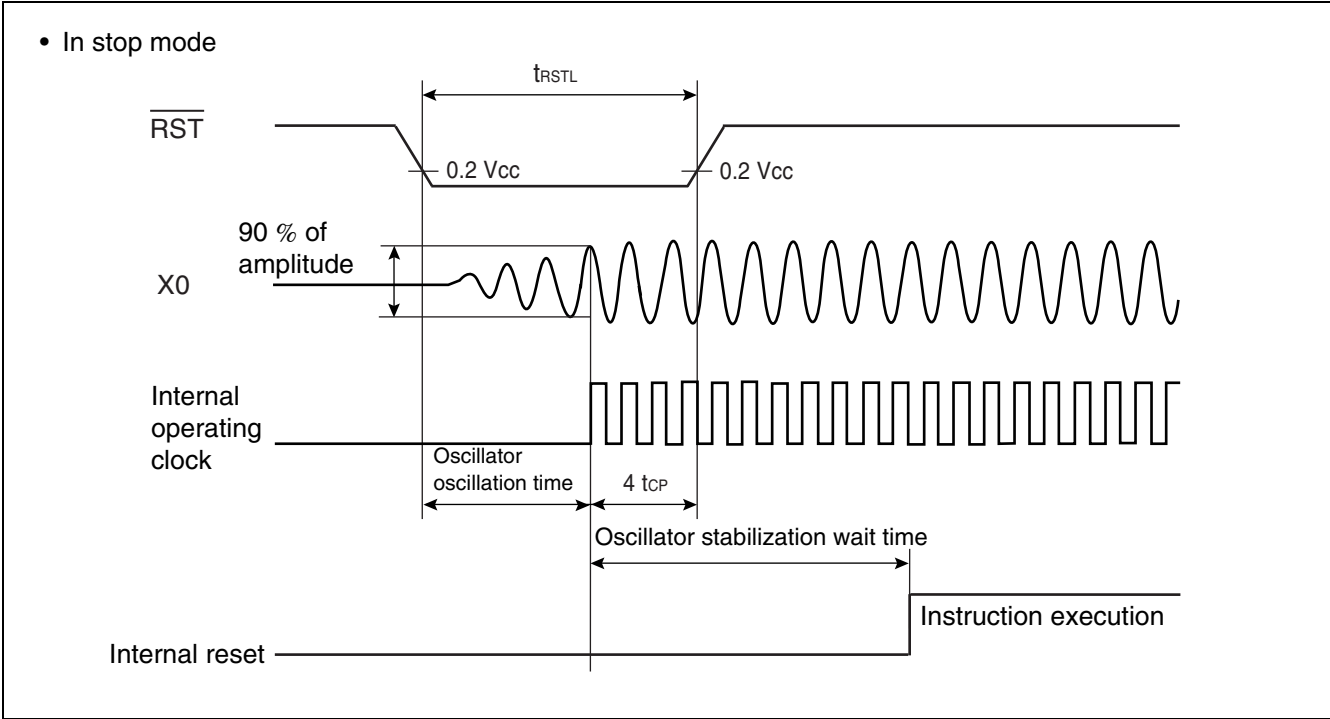 • In stop mode
tRSTL
RST
0.2 Vcc
0.2 Vcc
90 % of
amplitude
X0
Internal
operating
clock
Oscillator
oscillation time
4 tCP
Oscillator stabilization wait time
Instruction execution
Internal reset